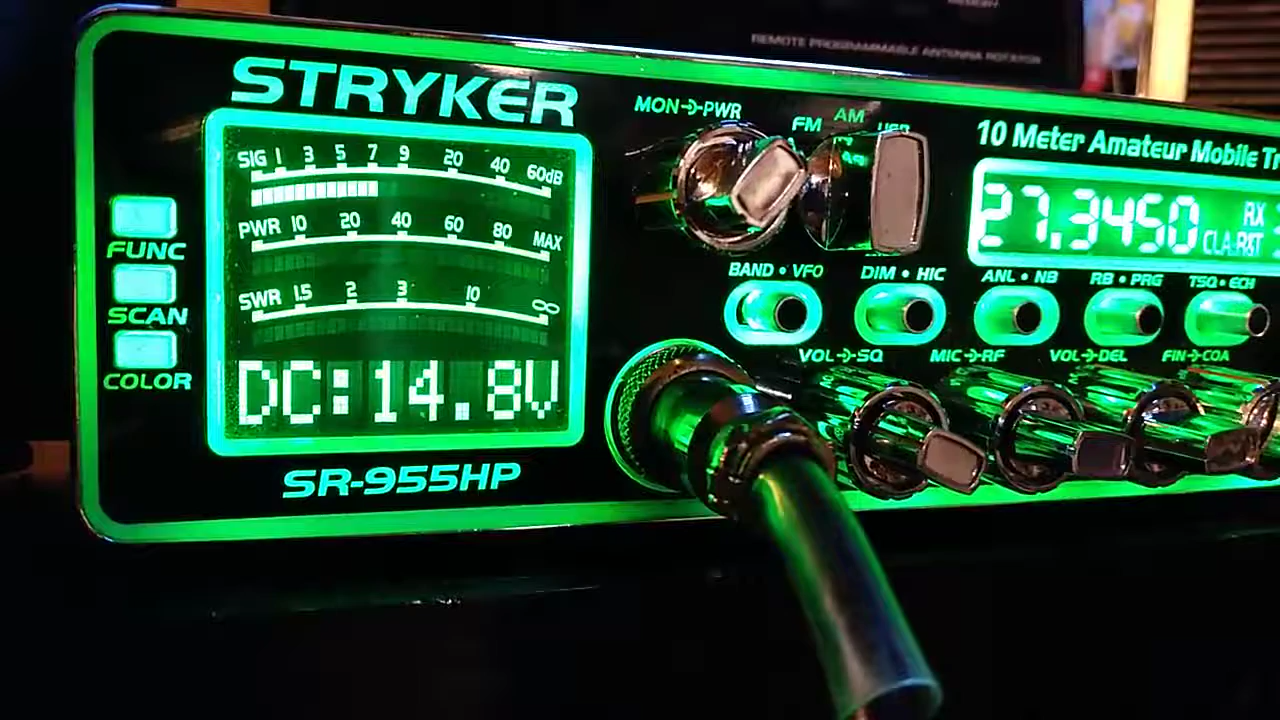 MEMORY
REMOTE PROGRAMMABLE ANTENNA ROTATOR
STRYKER
SIG 1 3 5 7 9 20 40 60dB
PWR 10 20 40 60 80 MAX
SWR 1.5 2 3 10 ∞
DC:14.8V
SR-955HP
FUNC
SCAN
COLOR
MON PWR
FM AM USB
10 Meter Amateur Mobile
27.3450 RX
BAND • VFO
DIM • HIC
ANL • NB
RB • PRG
TSQ • ECH
VOL SQ
MIC RF
VOL DEL
FIN COA